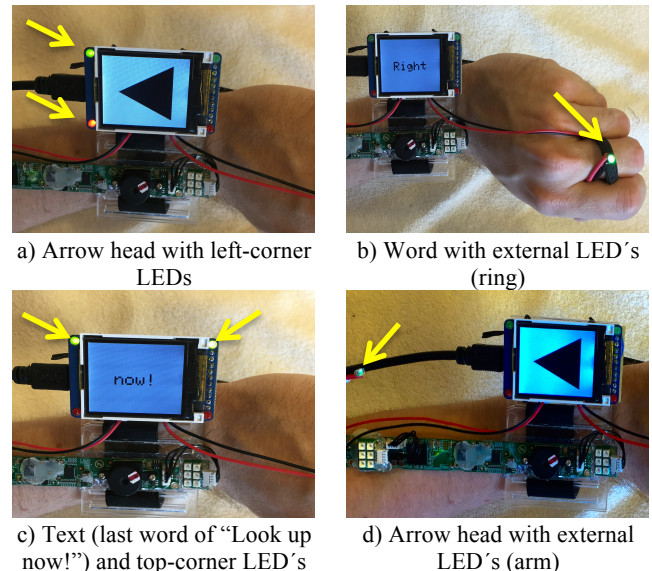 Right
a) Arrow head with left-corner
LEDs
b) Word with external LED´s
(ring)
now!
c) Text (last word of “Look up
now!”) and top-corner LED´s
d) Arrow head with external
LED’s (arm)